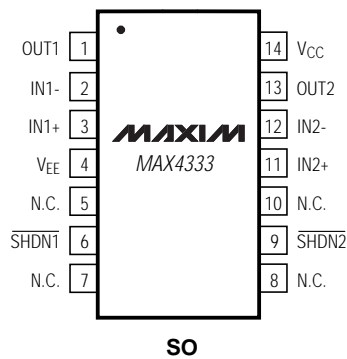 OUT1 1 14 VCC
IN1- 2 13 OUT2
IN1+ 3 MAXIM 12 IN2-
VEE 4 MAX4333 11 IN2+
N.C. 5 10 N.C.
SHDN1 6 9 SHDN2
N.C. 7 8 N.C.
SO